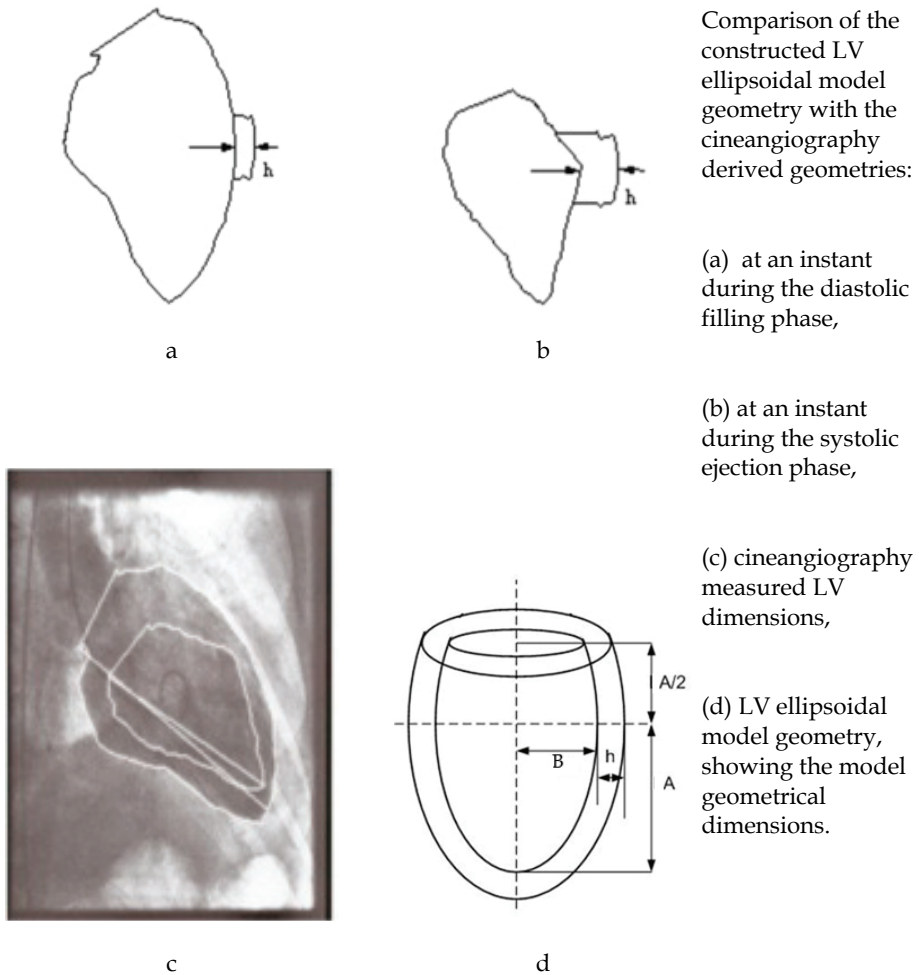 h
h
a
b
Comparison of the
constructed LV
ellipsoidal model
geometry with the
cineangiography
derived geometries:
(a) at an instant
during the diastolic
filling phase,
(b) at an instant
during the systolic
ejection phase,
(c) cineangiography
measured LV
dimensions,
(d) LV ellipsoidal
model geometry,
showing the model
geometrical
dimensions.
A/2
B
h
A
c
d